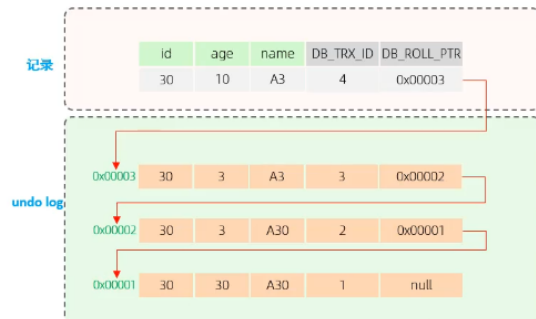 id age name DB_TRX_ID DB_ROLL_PTR
记录
30 10 A3 4 0x00003
0x00003 30 3 A3 3 0x00002
undo log
0x00002 30 3 A30 2 0x00001
0x00001 30 30 A30 1 null